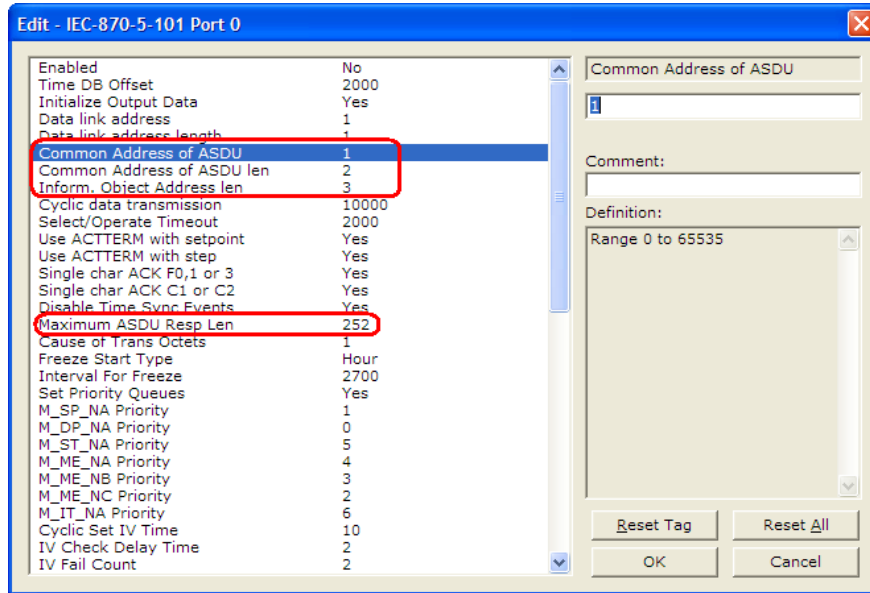 Edit - IEC-870-5-101 Port 0
Enabled No
Time DB Offset 2000
Initialize Output Data Yes
Data link address 1
Data link address length 1
Common Address of ASDU 1
Common Address of ASDU len 2
Inform. Object Address len 3
Cyclic data transmission 10000
Select/Operate Timeout 2000
Use ACTTERM with setpoint Yes
Use ACTTERM with step Yes
Single char ACK F0,1 or 3 Yes
Single char ACK C1 or C2 Yes
Disable Time Sync Events Yes
Maximum ASDU Resp Len 252
Cause of Trans Octets 1
Freeze Start Type Hour
Interval For Freeze 2700
Set Priority Queues Yes
M_SP_NA Priority 1
M_DP_NA Priority 0
M_ST_NA Priority 5
M_ME_NA Priority 4
M_ME_NB Priority 3
M_ME_NC Priority 2
M_IT_NA Priority 6
Cyclic Set IV Time 10
IV Check Delay Time 2
IV Fail Count 2
Common Address of ASDU
1
Comment:
Definition:
Range 0 to 65535
Reset Tag Reset All
OK Cancel